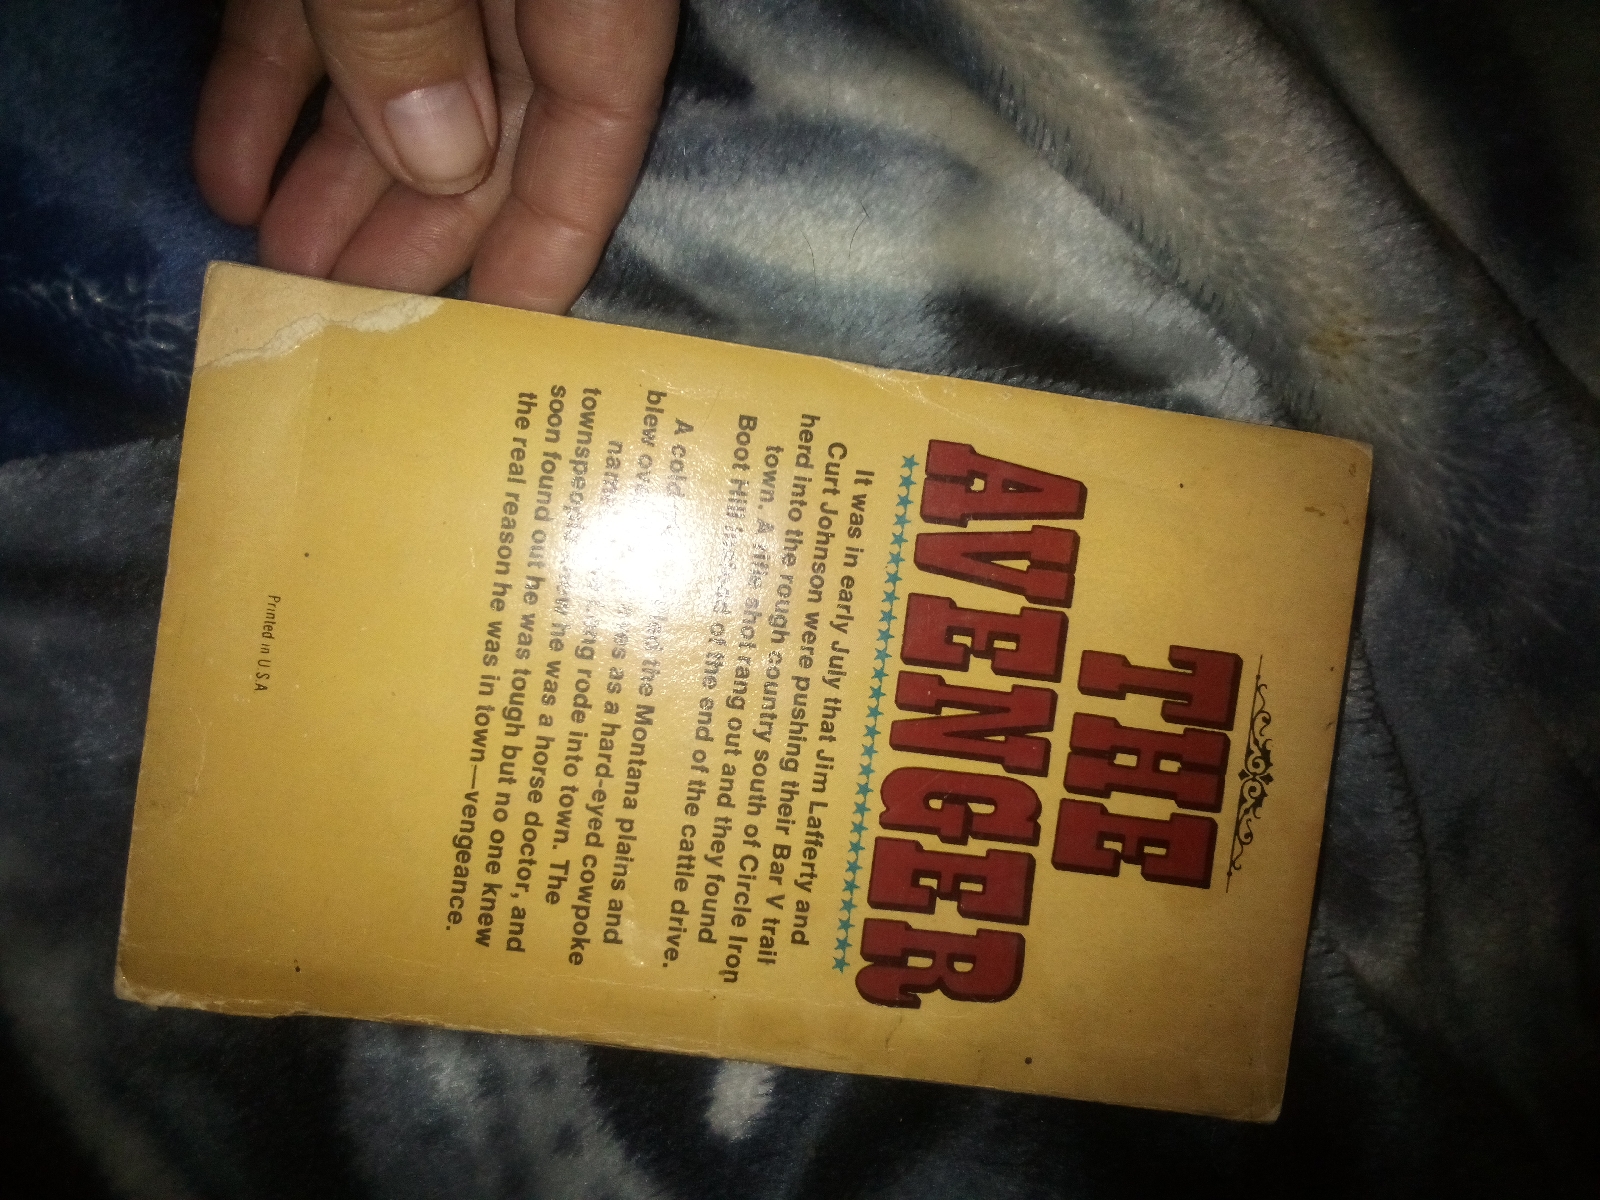 THE
AVENGER
It was in early July that Jim Lafferty and
Curt Johnson were pushing their Bar V trail
herd into the rough country south of Circle Iron
town. A rifle shot rang out and they found
Boot Hill instead of the end of the cattle drive.
A cold the Montana plains and
blew as a hard-eyed cowpoke
rode into town. The
townspeople knew he was a horse doctor, and
soon found out he was tough but no one knew
the real reason he was in town—vengeance.
Printed in U.S.A